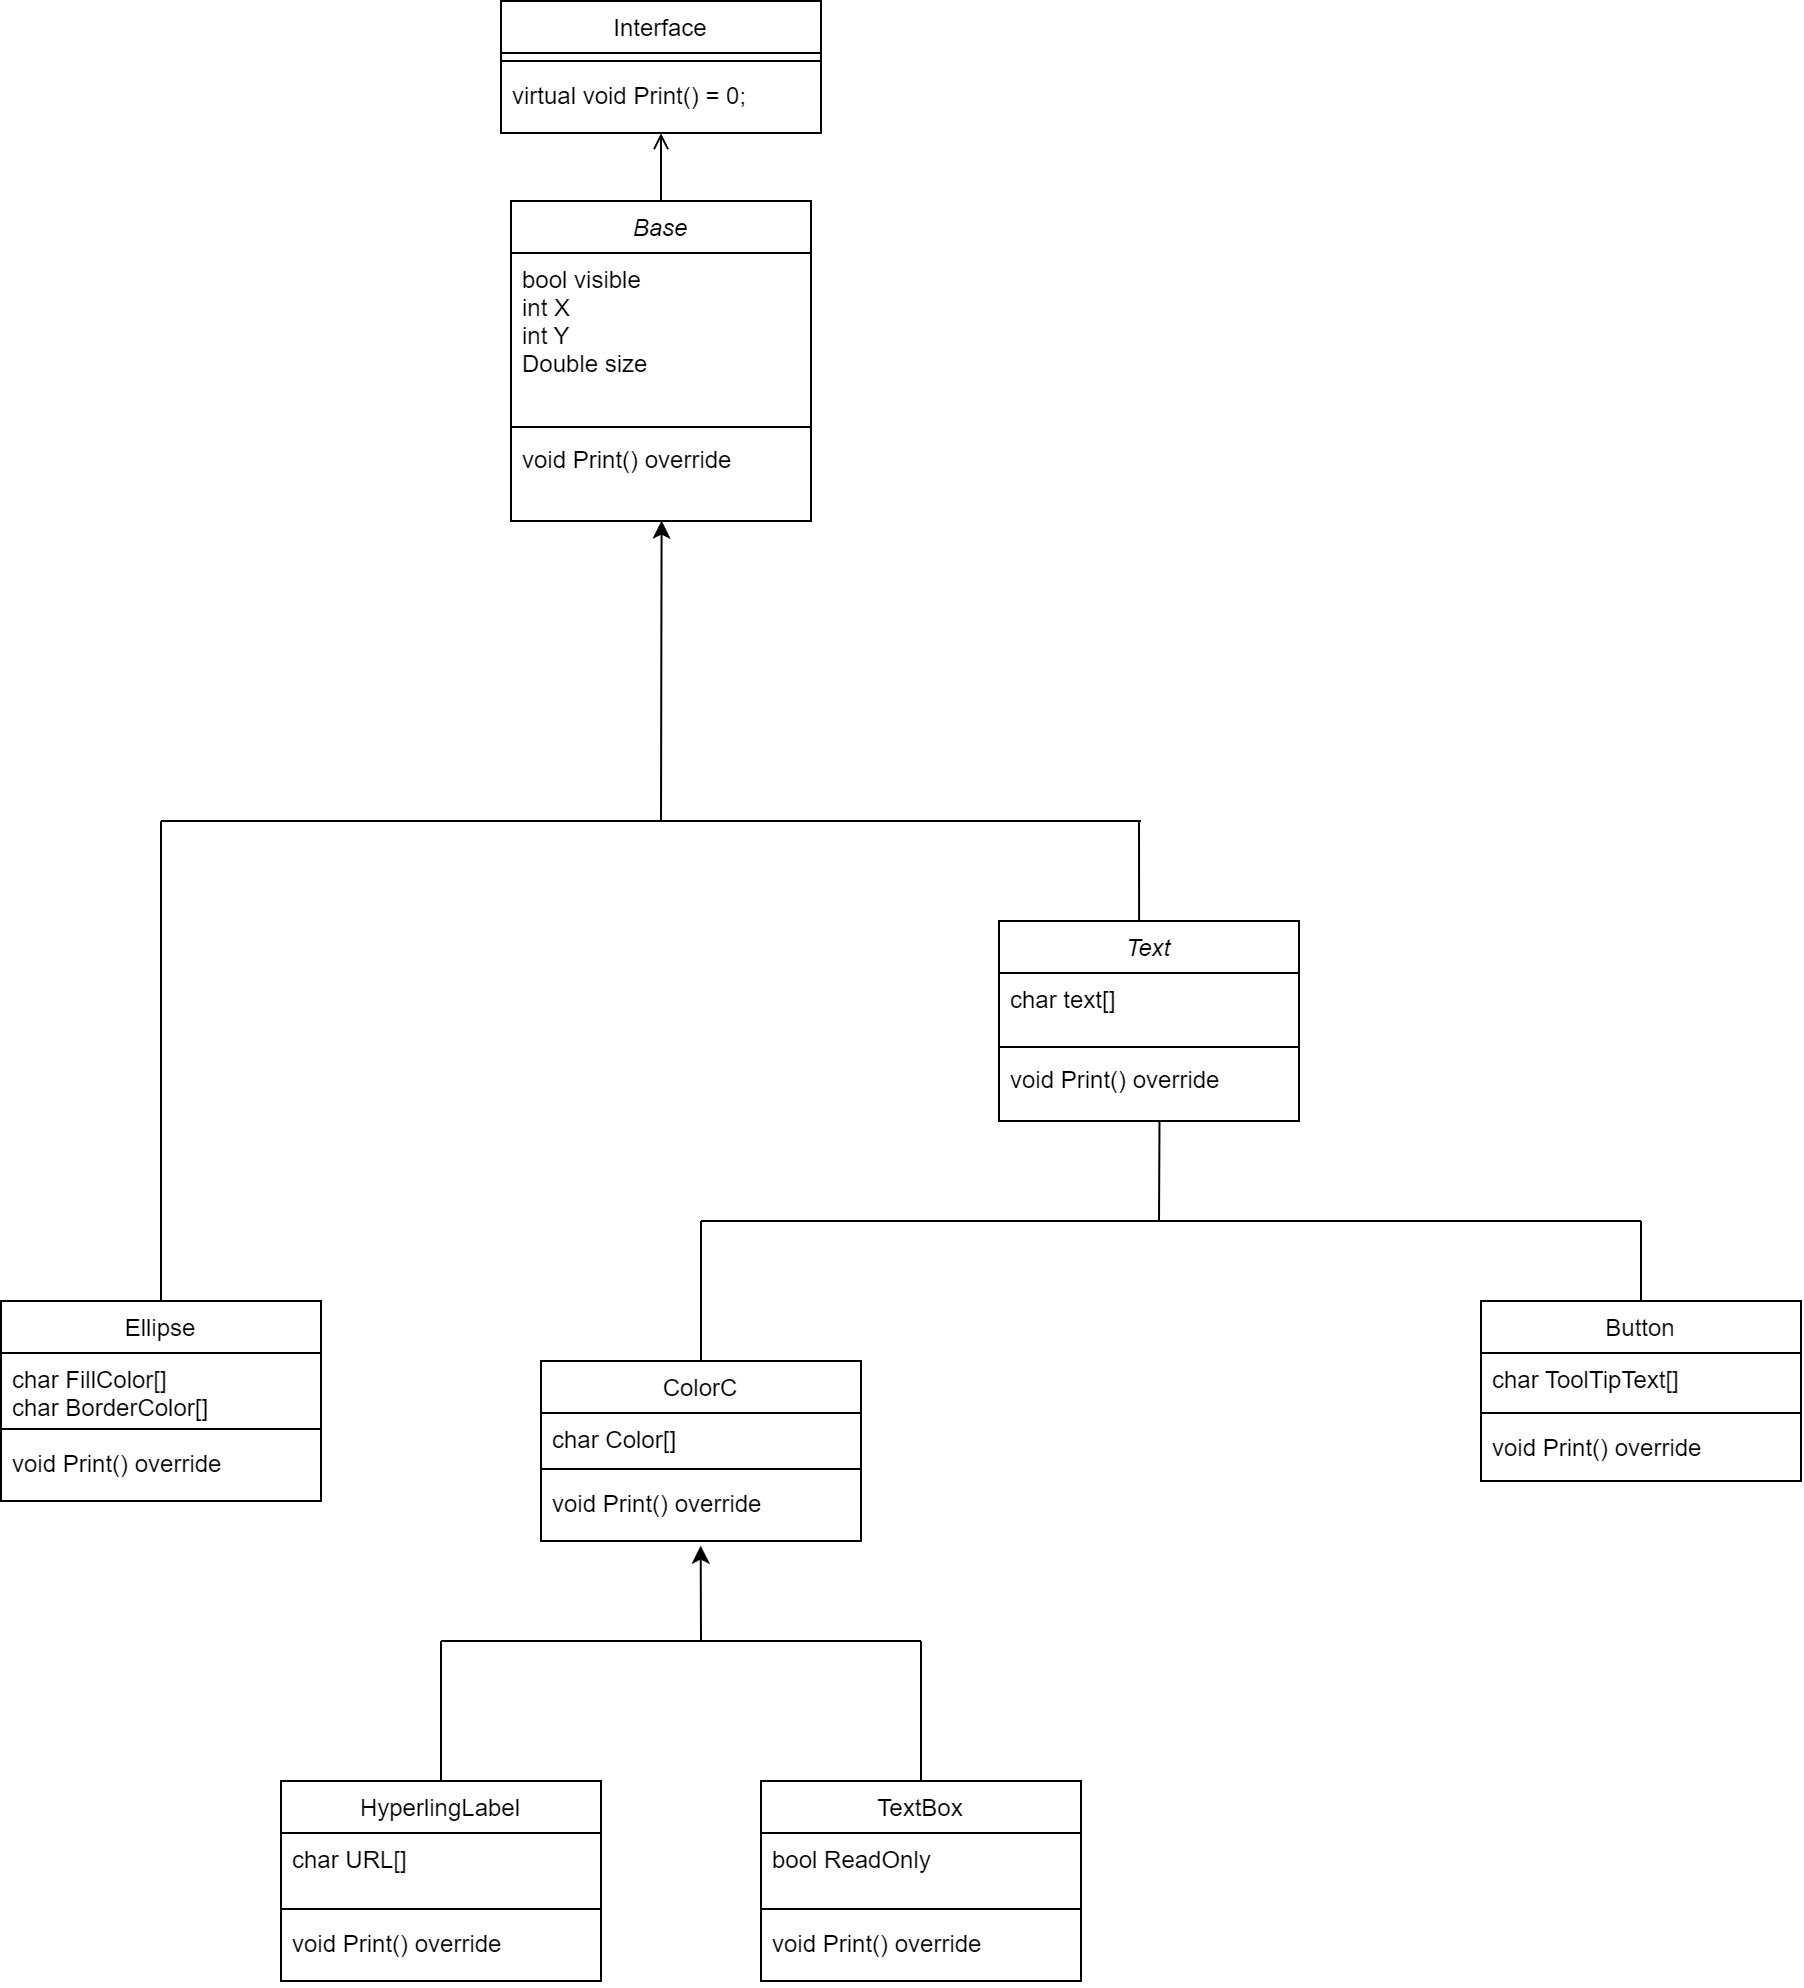 Interface
virtual void Print() = 0;
Base
bool visible
int X
int Y
Double size
void Print() override
Text
char text[]
void Print() override
Ellipse
char FillColor[]
char BorderColor[]
void Print() override
ColorC
char Color[]
void Print() override
Button
char ToolTipText[]
void Print() override
HyperlingLabel
char URL[]
void Print() override
TextBox
bool ReadOnly
void Print() override